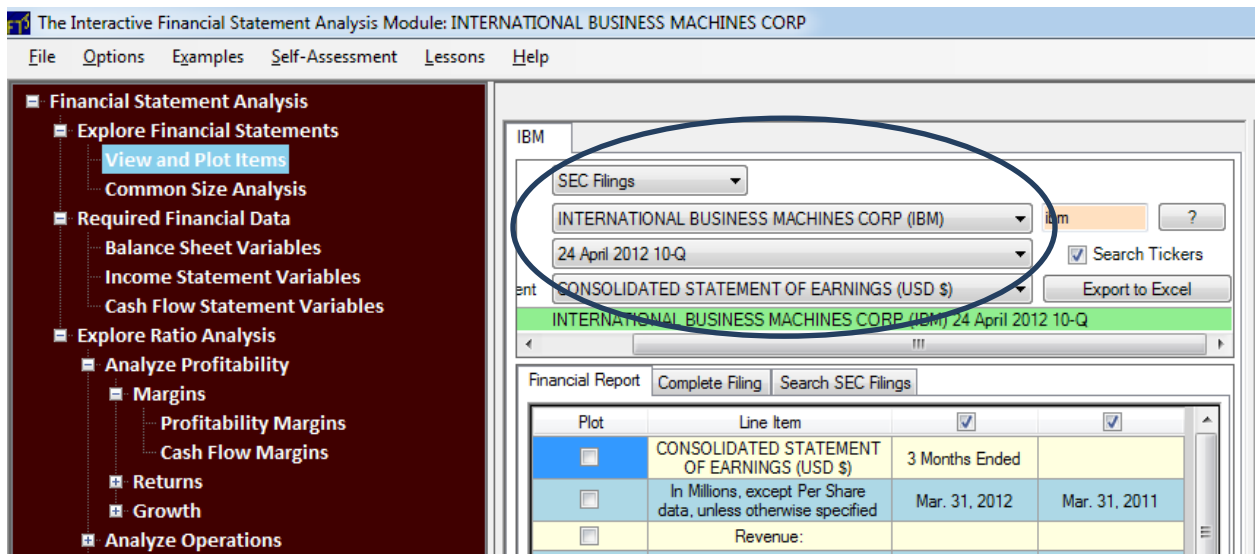 The Interactive Financial Statement Analysis Module: INTERNATIONAL BUSINESS MACHINES CORP
File Options Examples Self-Assessment Lessons Help
Financial Statement Analysis
Explore Financial Statements
View and Plot Items
Common Size Analysis
Required Financial Data
Balance Sheet Variables
Income Statement Variables
Cash Flow Statement Variables
Explore Ratio Analysis
Analyze Profitability
Margins
Profitability Margins
Cash Flow Margins
Returns
Growth
Analyze Operations
IBM
SEC Filings
INTERNATIONAL BUSINESS MACHINES CORP (IBM) ibm ?
24 April 2012 10-Q Search Tickers
ent CONSOLIDATED STATEMENT OF EARNINGS (USD $) Export to Excel
INTERNATIONAL BUSINESS MACHINES CORP (IBM) 24 April 2012 10-Q
Financial Report Complete Filing Search SEC Filings
Plot Line Item
CONSOLIDATED STATEMENT
OF EARNINGS (USD $) 3 Months Ended
In Millions, except Per Share
data, unless otherwise specified Mar. 31, 2012 Mar. 31, 2011
Revenue: